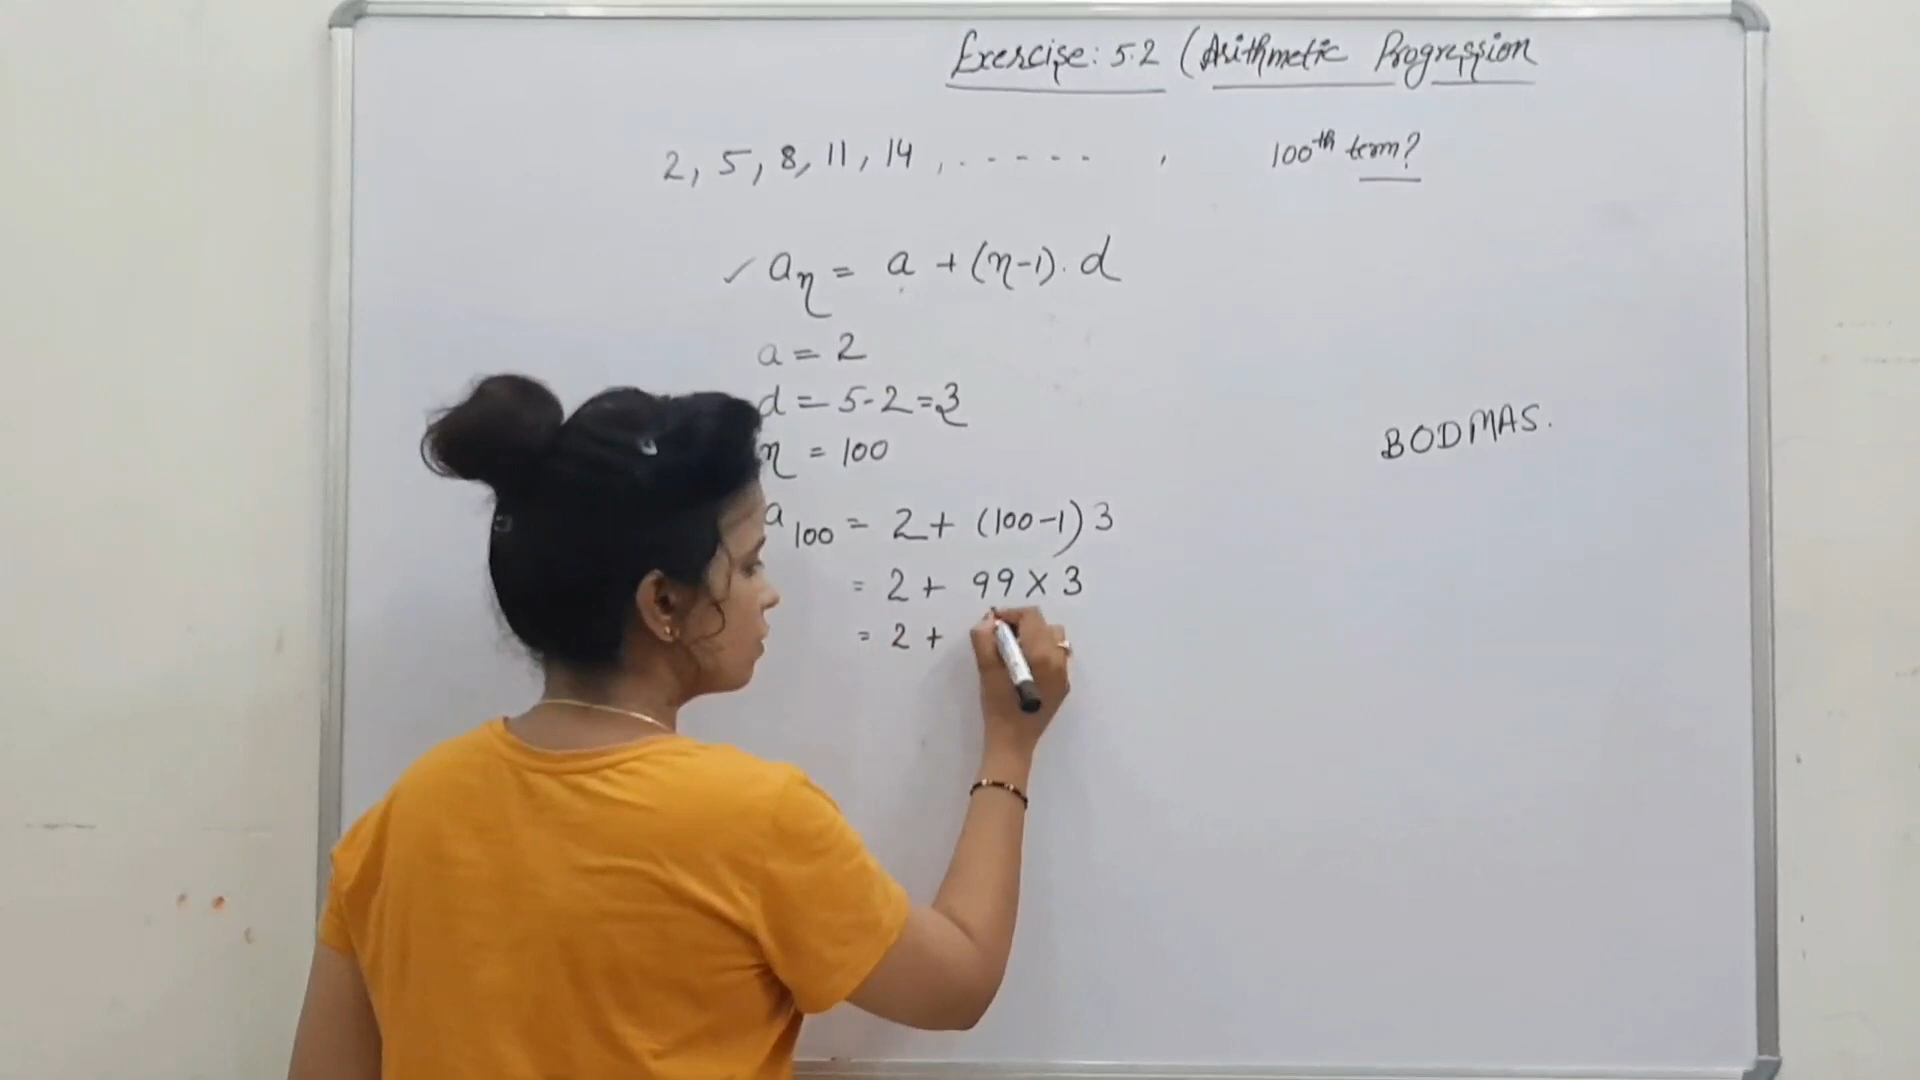 Exercise: 5.2 (Arithmetic Progression
2, 5, 8, 11, 14, ...... , 100th term?
✓ aₙ = a + (n-1). d
a = 2
d = 5-2=3
n = 100
BODMAS.
a₁₀₀ = 2+ (100-1)3
= 2+ 99 × 3
= 2 +